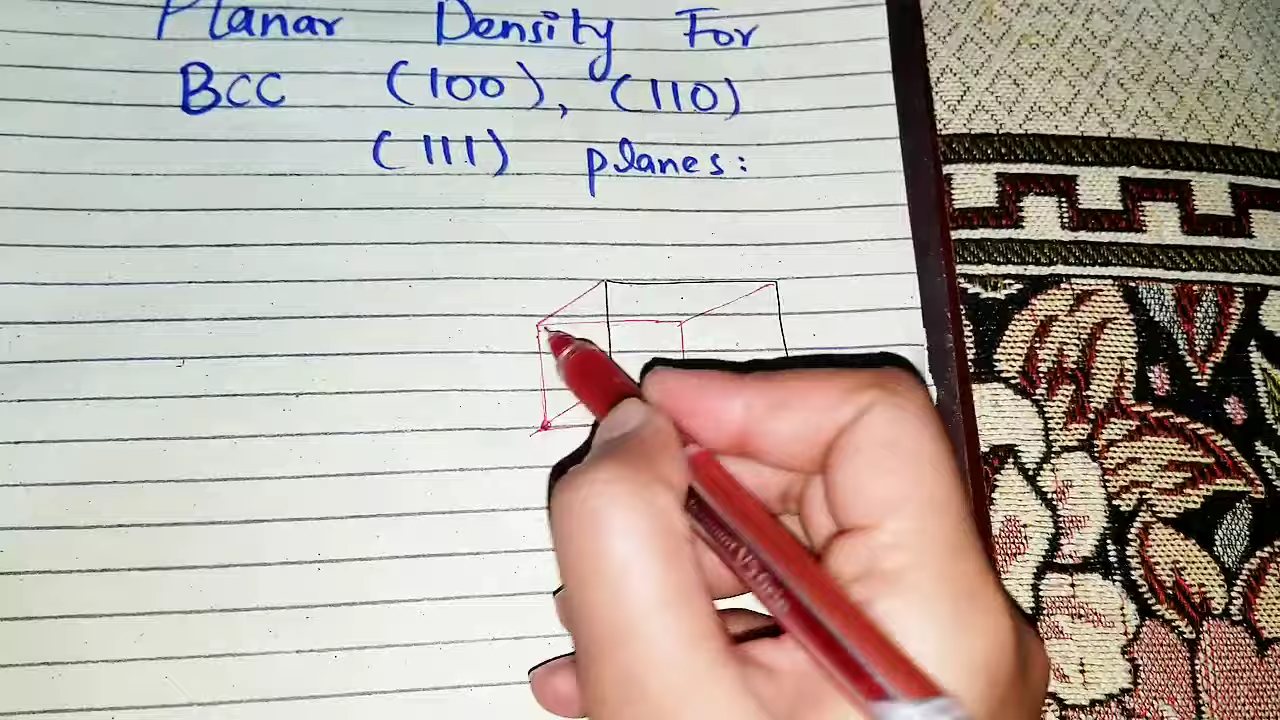 Planar Density For
BCC (100), (110)
(111) planes: